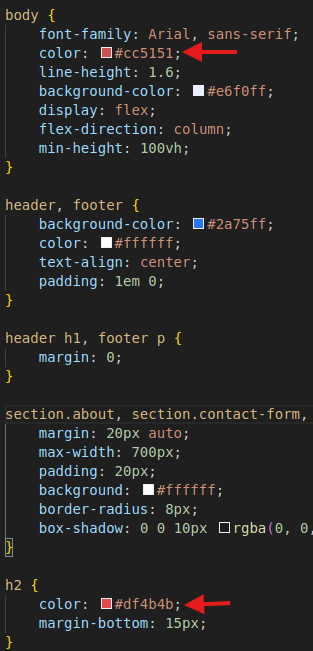 body {
font-family: Arial, sans-serif;
color: #cc5151;
line-height: 1.6;
background-color: #e6f0ff;
display: flex;
flex-direction: column;
min-height: 100vh;
}
header, footer {
background-color: #2a75ff;
color: #ffffff;
text-align: center;
padding: 1em 0;
}
header h1, footer p {
margin: 0;
}
section.about, section.contact-form,
margin: 20px auto;
max-width: 700px;
padding: 20px;
background: #ffffff;
border-radius: 8px;
box-shadow: 0 0 10px rgba(0, 0,
}
h2 {
color: #df4b4b;
margin-bottom: 15px;
}